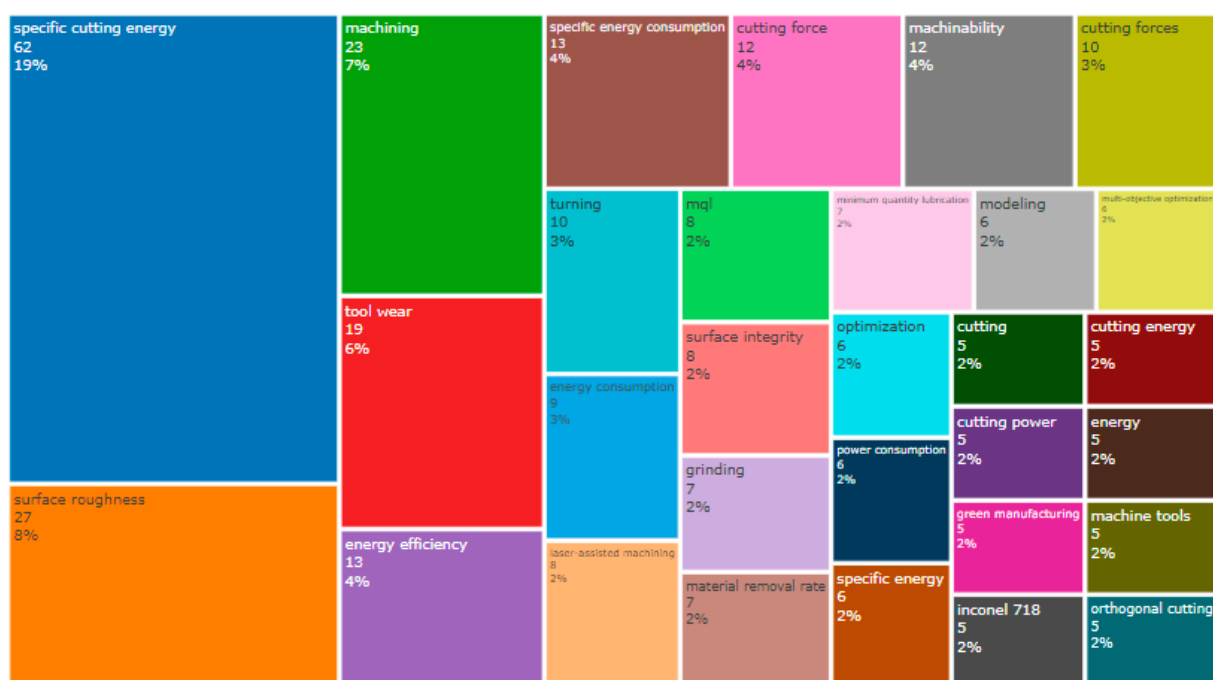 specific cutting energy
62
19%
surface roughness
27
8%
machining
23
7%
tool wear
19
6%
energy efficiency
13
4%
specific energy consumption
13
4%
cutting force
12
4%
machinability
12
4%
cutting forces
10
3%
turning
10
3%
energy consumption
9
3%
laser-assisted machining
8
2%
mql
8
2%
surface integrity
8
2%
grinding
7
2%
material removal rate
7
2%
minimum quantity lubrication
7
2%
modeling
6
2%
multi-objective optimization
6
2%
optimization
6
2%
power consumption
6
2%
specific energy
6
2%
cutting
5
2%
cutting energy
5
2%
cutting power
5
2%
energy
5
2%
green manufacturing
5
2%
machine tools
5
2%
inconel 718
5
2%
orthogonal cutting
5
2%